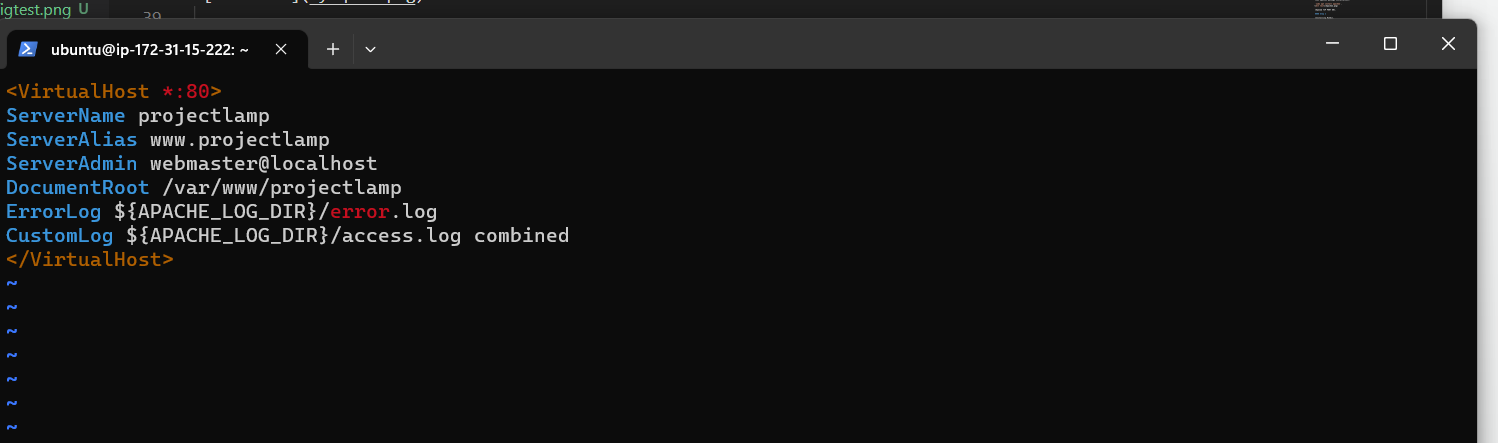 igtest.png U
39
ubuntu@ip-172-31-15-222: ~
<VirtualHost *:80>
ServerName projectlamp
ServerAlias www.projectlamp
ServerAdmin webmaster@localhost
DocumentRoot /var/www/projectlamp
ErrorLog ${APACHE_LOG_DIR}/error.log
CustomLog ${APACHE_LOG_DIR}/access.log combined
</VirtualHost>
~
~
~
~
~
~
~